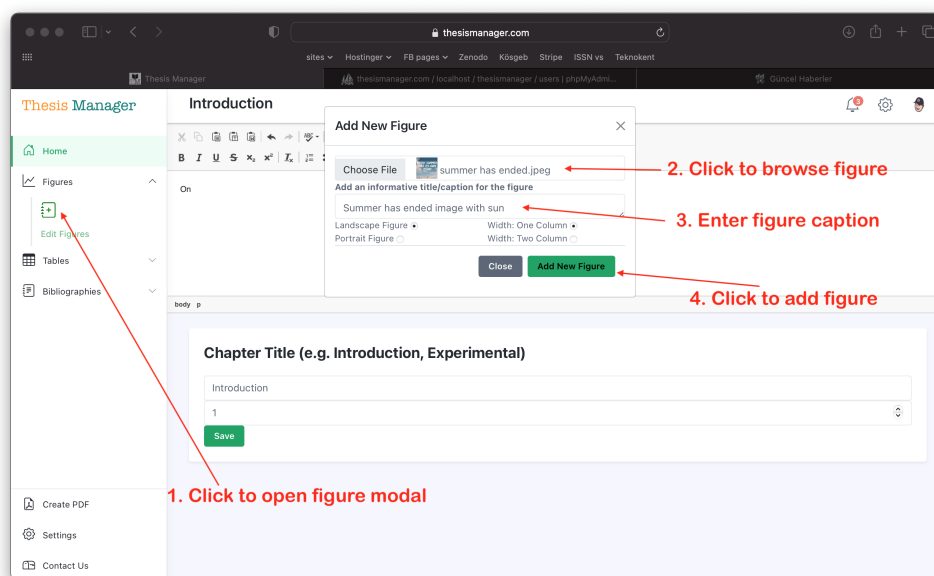 thesismanager.com
sites Hostinger FB pages Zenodo Kösgeb Stripe ISSN vs Teknokent
Thesis Manager
thesismanager.com / localhost / thesismanager / users | phpMyAdmi...
Güncel Haberler
Thesis Manager
Introduction
3
Add New Figure
Home
Figures
Edit Figures
Tables
Bibliographies
B I U S x₂ x² Iₓ
On
Choose File summer has ended.jpeg
2. Click to browse figure
Add an informative title/caption for the figure
Summer has ended image with sun
3. Enter figure caption
Landscape Figure Width: One Column
Portrait Figure Width: Two Column
Close Add New Figure
4. Click to add figure
body p
Chapter Title (e.g. Introduction, Experimental)
Introduction
1
Save
1. Click to open figure modal
Create PDF
Settings
Contact Us